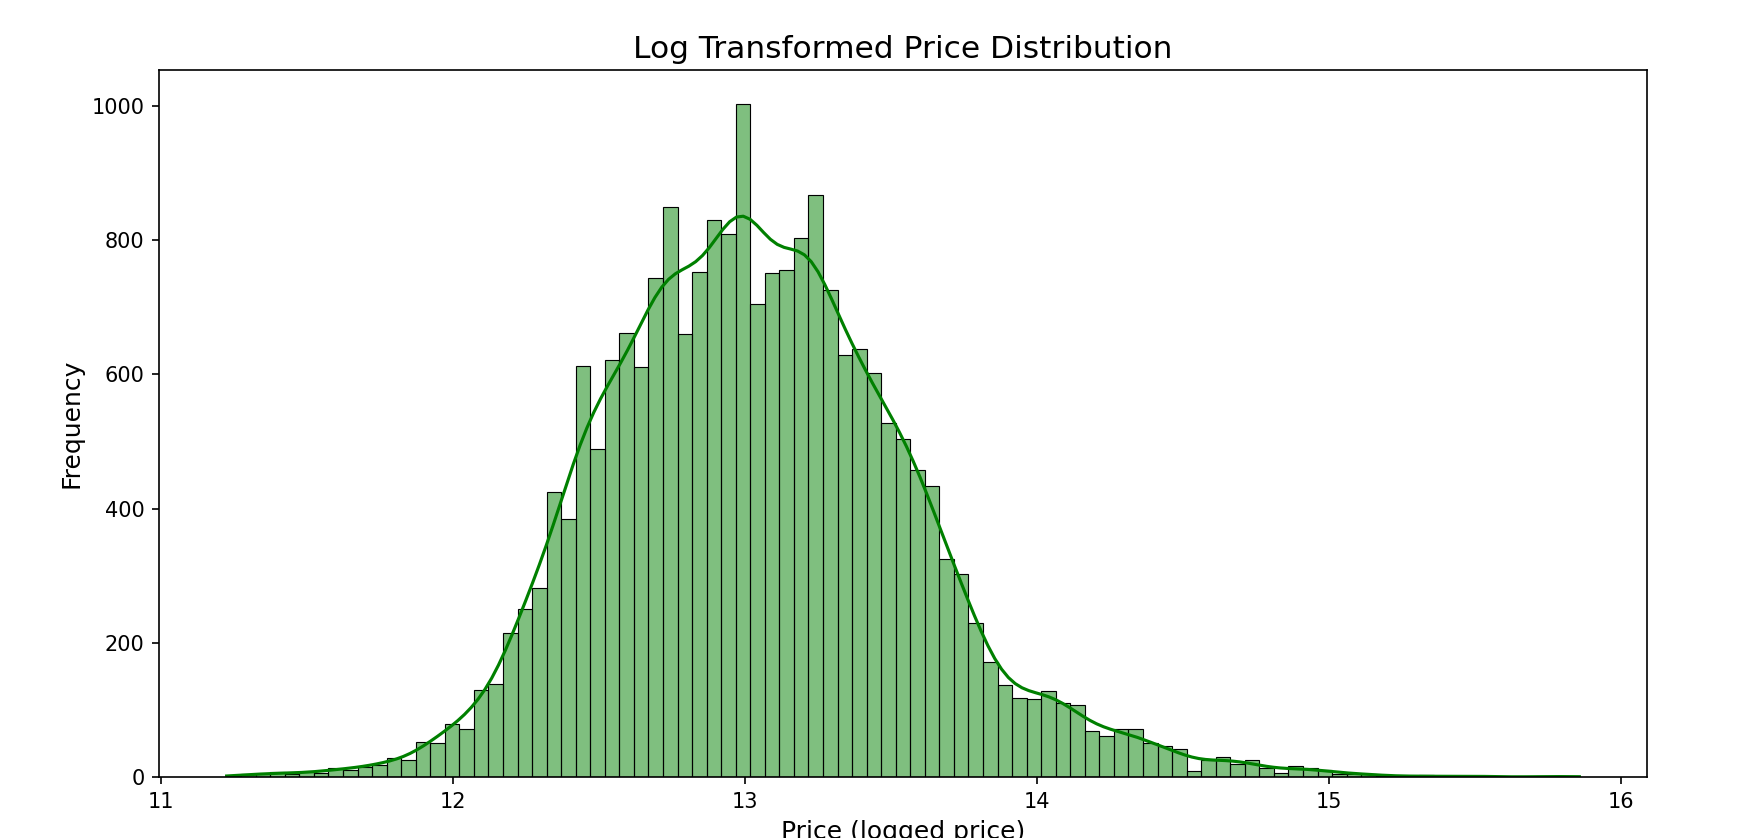 Log Transformed Price Distribution
1000
800
600
400
200
0
Frequency
11 12 13 14 15 16
Price (logged price)